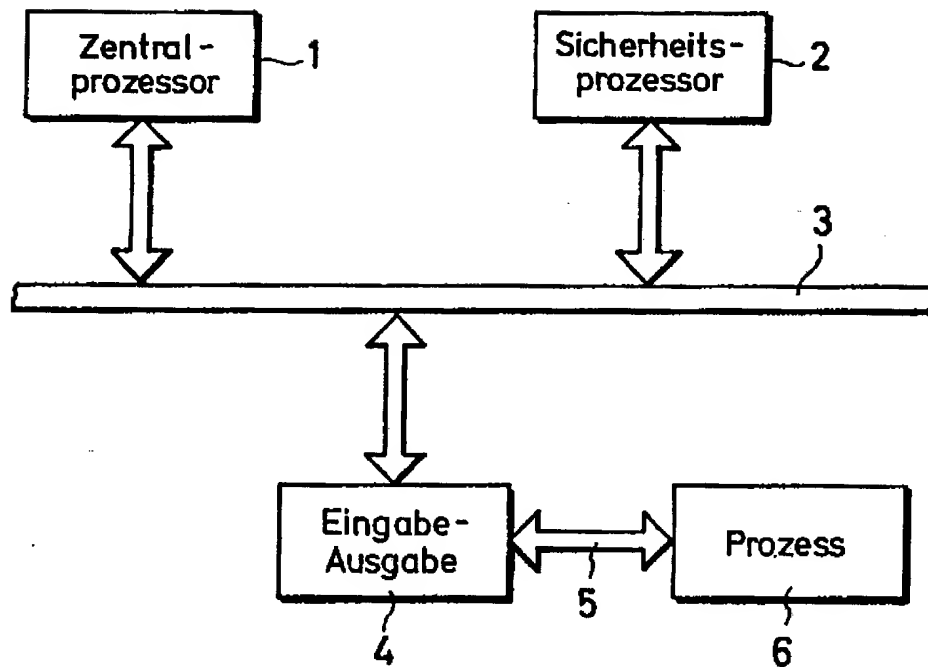 Zentral-
prozessor
1
Sicherheits-
prozessor
2
3
Eingabe-
Ausgabe
4
5
Prozess
6